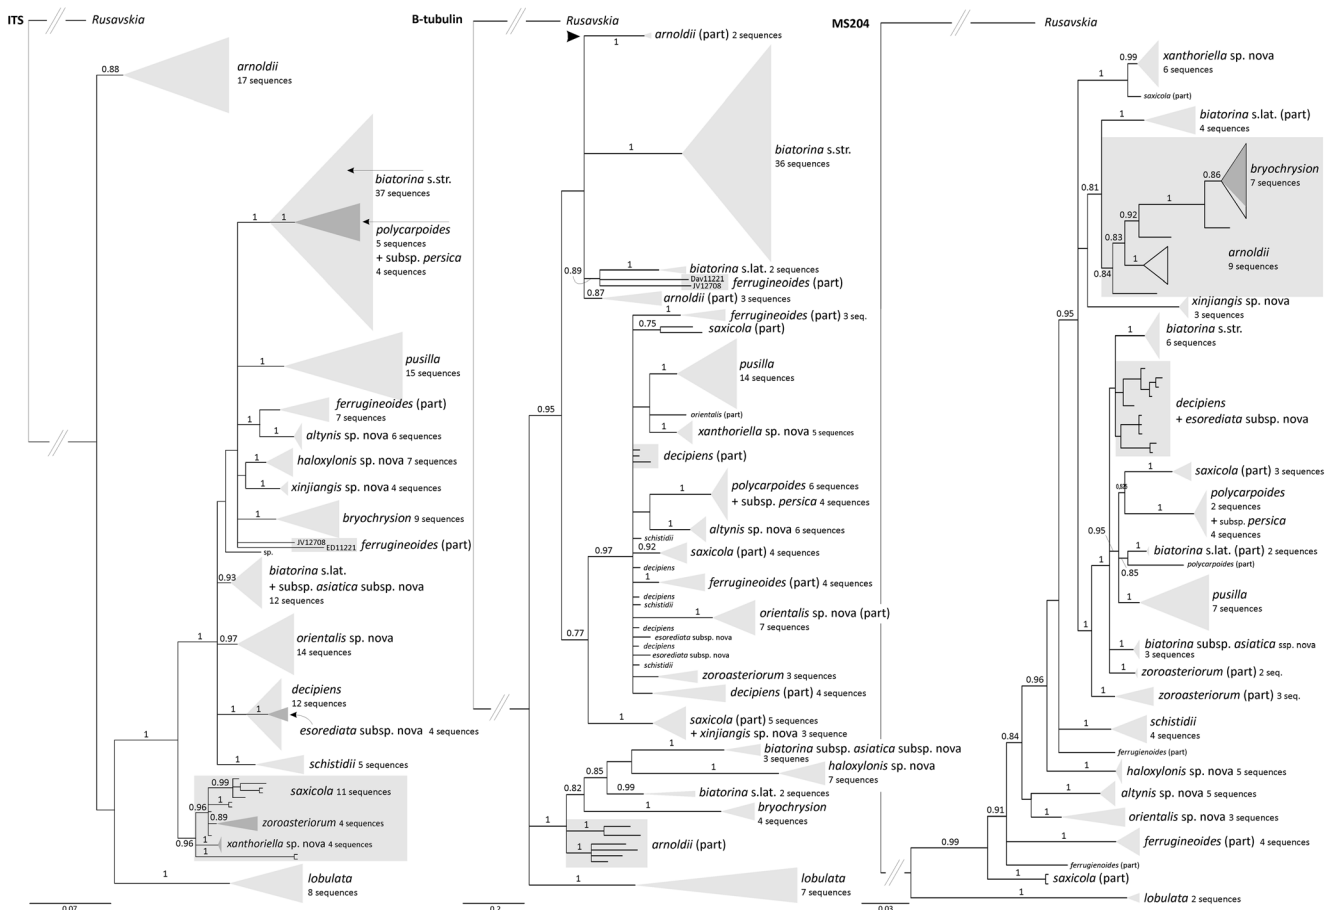 ITS
Rusavskia
0.88
arnoldii
17 sequences
biatorina s.str.
37 sequences
1
1
polycarpoides
5 sequences
+ subsp. persica
4 sequences
1
pusilla
15 sequences
ferrugineoides (part)
7 sequences
1
1
altynis sp. nova 6 sequences
1
haloxylonis sp. nova 7 sequences
1
xinjiangis sp. nova 4 sequences
1
bryochrysion 9 sequences
JV12708
ED11221
ferrugineoides (part)
sp.
0.93
biatorina s.lat.
+ subsp. asiatica subsp. nova
12 sequences
1
0.97
orientalis sp. nova
14 sequences
decipiens
12 sequences
1
1
esorediata subsp. nova 4 sequences
1
1
schistidii 5 sequences
0.99
saxicola 11 sequences
1
0.96
0.89
zoroasteriorum 4 sequences
0.96
1
xanthoriella sp. nova 4 sequences
1
1
lobulata
8 sequences
0.07
B-tubulin
Rusavskia
arnoldii (part) 2 sequences
1
1
biatorina s.str.
36 sequences
0.89
1
biatorina s.lat. 2 sequences
Dav11221
JV12708
ferrugineoides (part)
0.87
arnoldii (part) 3 sequences
1
ferrugineoides (part) 3 seq.
0.75
saxicola (part)
1
pusilla
14 sequences
0.95
orientalis (part)
1
xanthoriella sp. nova 5 sequences
decipiens (part)
1
polycarpoides 6 sequences
+ subsp. persica 4 sequences
1
altynis sp. nova 6 sequences
schistidii
0.97
0.92
saxicola (part) 4 sequences
decipiens
1
ferrugineoides (part) 4 sequences
decipiens
schistidii
1
orientalis sp. nova (part)
7 sequences
decipiens
0.77
esorediata subsp. nova
decipiens
esorediata subsp. nova
schistidii
zoroasteriorum 3 sequences
decipiens (part) 4 sequences
1
saxicola (part) 5 sequences
+ xinjiangis sp. nova 3 sequence
1
biatorina subsp. asiatica subsp. nova
3 sequenes
0.85
1
haloxylonis sp. nova
7 sequences
0.82
0.99
biatorina s.lat. 2 sequences
1
bryochrysion
4 sequences
1
1
1
arnoldii (part)
1
lobulata
7 sequences
0.2
MS204
Rusavskia
0.99
xanthoriella sp. nova
6 sequences
1
saxicola (part)
1
biatorina s.lat. (part)
4 sequences
0.86
bryochrysion
7 sequences
0.81
1
0.92
0.83
arnoldii
9 sequences
1
0.84
xinjiangis sp. nova
3 sequences
0.95
1
biatorina s.str.
6 sequences
decipiens
+ esorediata subsp. nova
1
saxicola (part) 3 sequences
polycarpoides
2 sequences
+ subsp. persica
4 sequences
1
0.95
1
biatorina s.lat. (part) 2 sequences
polycarpoides (part)
0.85
1
1
pusilla
7 sequences
1
1
biatorina subsp. asiatica ssp. nova
3 sequences
1
zoroasteriorum (part) 2 seq.
0.96
1
zoroasteriorum (part) 3 seq.
1
schistidii
4 sequences
0.84
ferrugienoides (part)
1
haloxylonis sp. nova 5 sequences
1
altynis sp. nova 5 sequences
0.91
1
orientalis sp. nova 3 sequences
1
ferrugineoides (part) 4 sequences
0.99
ferrugienoides (part)
1
saxicola (part)
1
lobulata 2 sequences
0.03